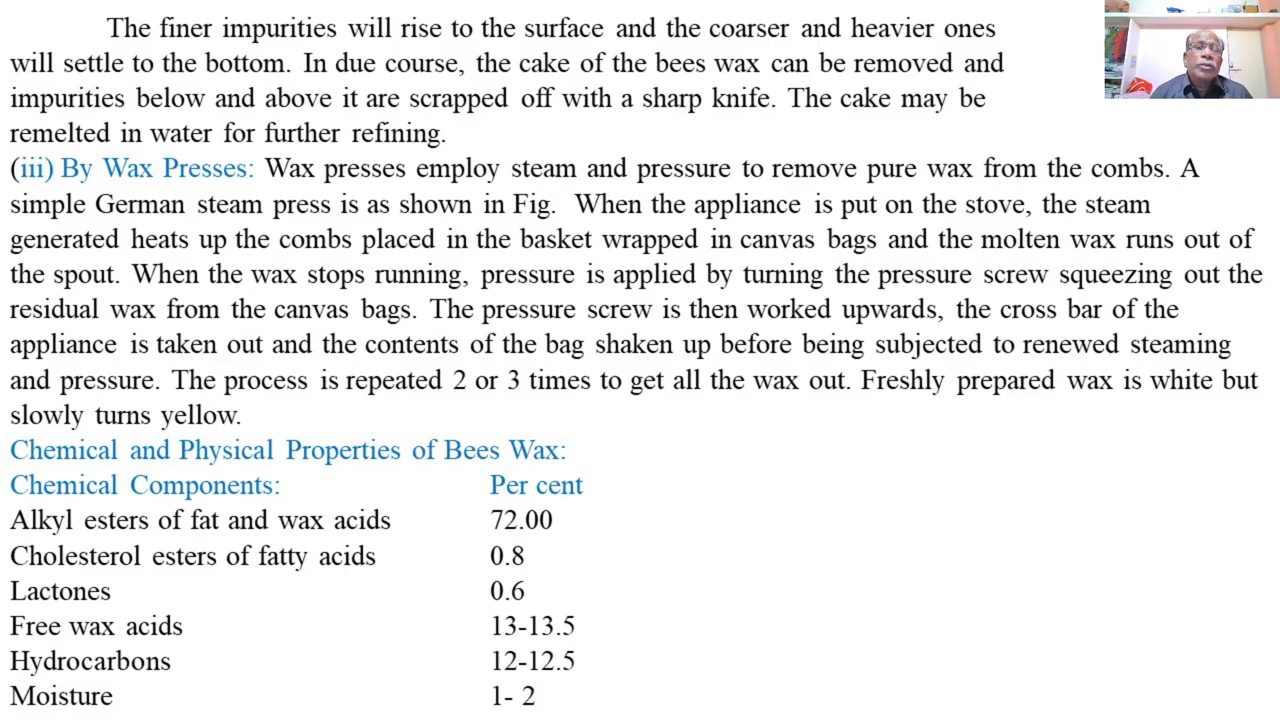 The finer impurities will rise to the surface and the coarser and heavier ones
will settle to the bottom. In due course, the cake of the bees wax can be removed and
impurities below and above it are scrapped off with a sharp knife. The cake may be
remelted in water for further refining.
(iii) By Wax Presses: Wax presses employ steam and pressure to remove pure wax from the combs. A
simple German steam press is as shown in Fig. When the appliance is put on the stove, the steam
generated heats up the combs placed in the basket wrapped in canvas bags and the molten wax runs out of
the spout. When the wax stops running, pressure is applied by turning the pressure screw squeezing out the
residual wax from the canvas bags. The pressure screw is then worked upwards, the cross bar of the
appliance is taken out and the contents of the bag shaken up before being subjected to renewed steaming
and pressure. The process is repeated 2 or 3 times to get all the wax out. Freshly prepared wax is white but
slowly turns yellow.
Chemical and Physical Properties of Bees Wax:
Chemical Components: Per cent
Alkyl esters of fat and wax acids 72.00
Cholesterol esters of fatty acids 0.8
Lactones 0.6
Free wax acids 13-13.5
Hydrocarbons 12-12.5
Moisture 1- 2